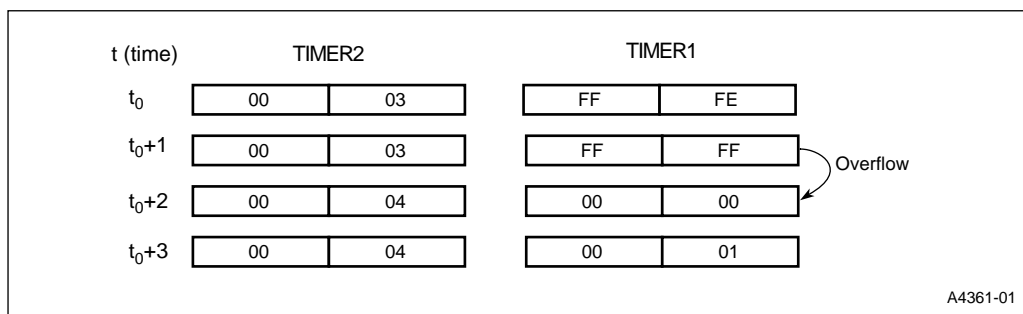 t (time) TIMER2 TIMER1
t₀ 00 03 FF FE
t₀+1 00 03 FF FF
Overflow
t₀+2 00 04 00 00
t₀+3 00 04 00 01
A4361-01